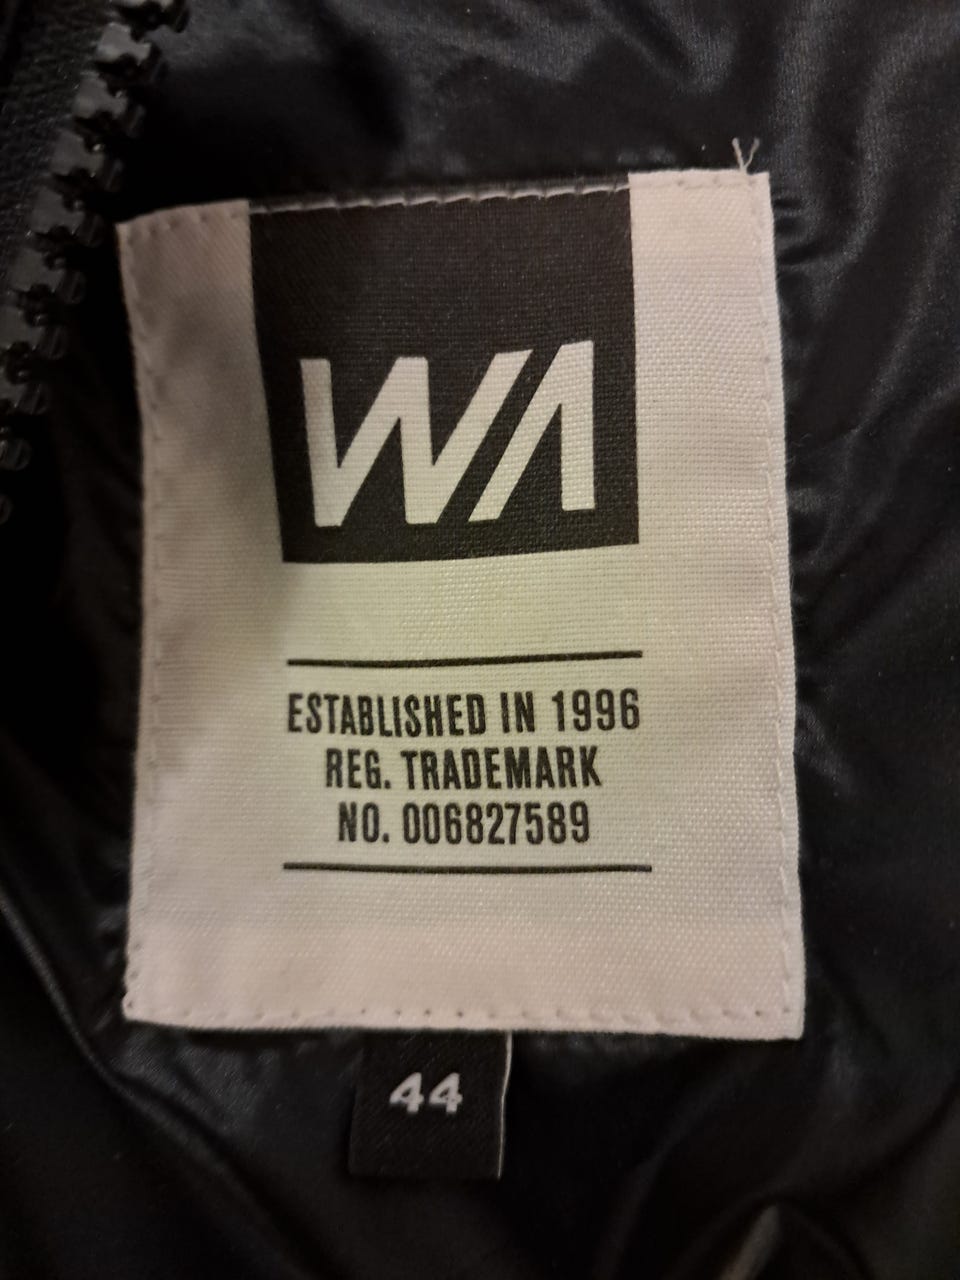 WA
ESTABLISHED IN 1996
REG. TRADEMARK
NO. 006827589
44